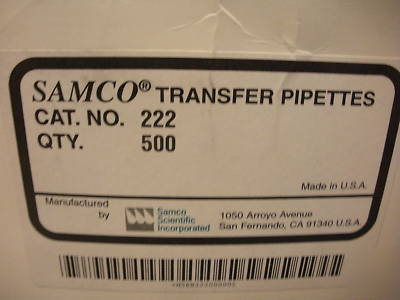 SAMCO® TRANSFER PIPETTES
CAT. NO. 222
QTY. 500
Made in U.S.A.
Manufactured by
Samco Scientific Incorporated
1050 Arroyo Avenue
San Fernando, CA 91340 U.S.A.